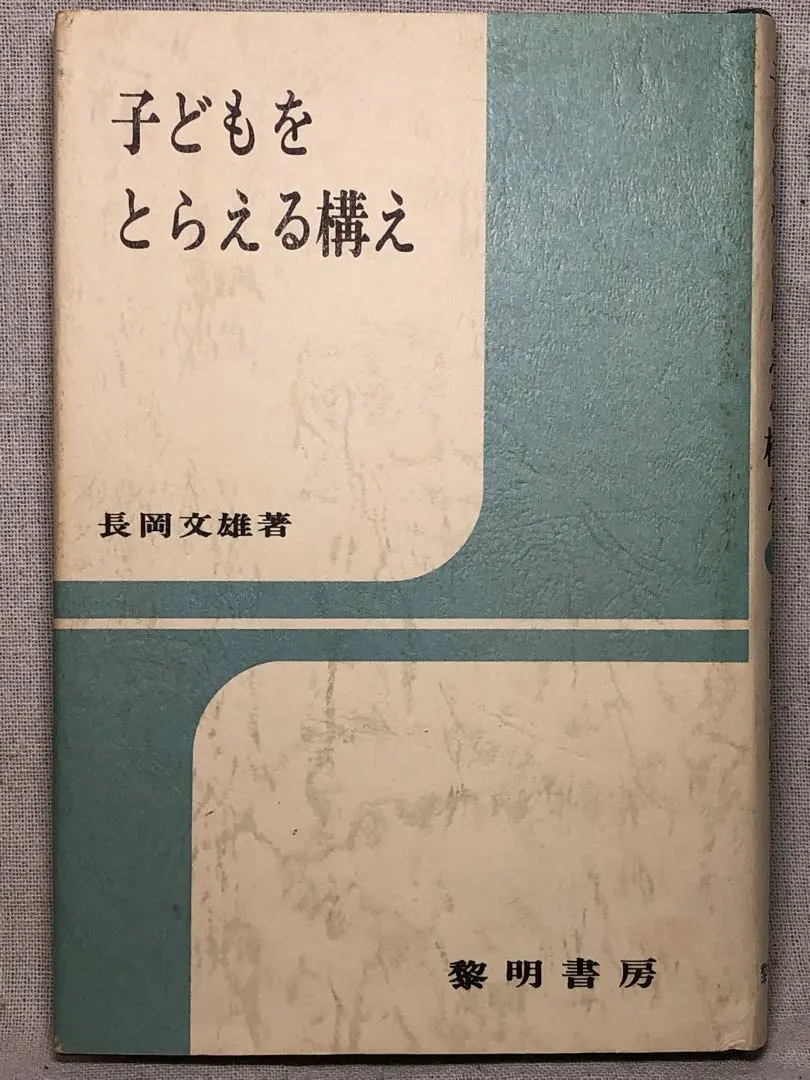 子どもを
とらえる構え
長岡文雄著
黎明書房